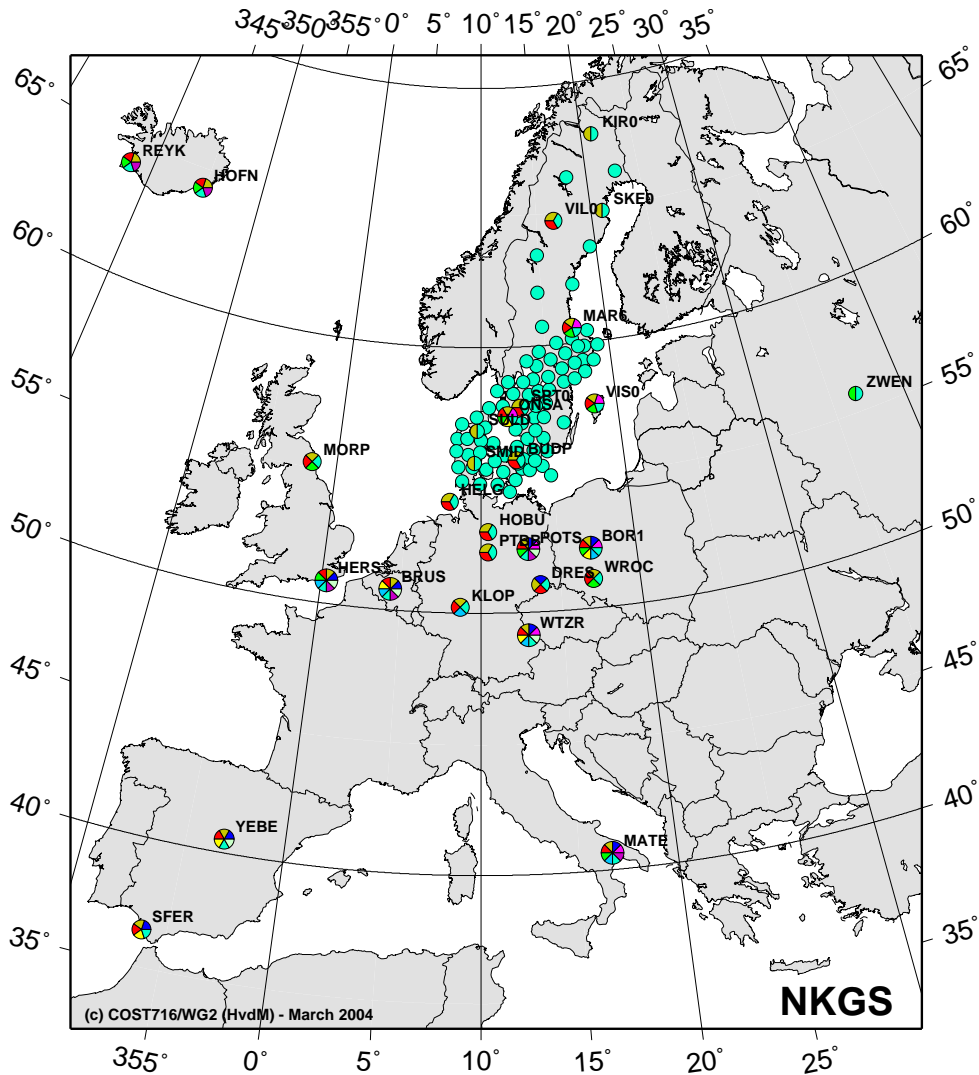 345° 350° 355° 0° 5° 10° 15° 20° 25° 30° 35°
65° 65°
KIR0
REYK
HOFN
SKE0
VIL0
60° 60°
MAR6
ZWEN
55° 55°
SPT0
VIS0
ONSA
SULD
MORP
SMID BUDP
HELG
50° 50°
HOBU
PTBB POTS BOR1
HERS
BRUS
DRES WROC
KLOP
WTZR
45° 45°
40° 40°
YEBE
MATE
SFER
35° 35°
NKGS
(c) COST716/WG2 (HvdM) - March 2004
355° 0° 5° 10° 15° 20° 25°